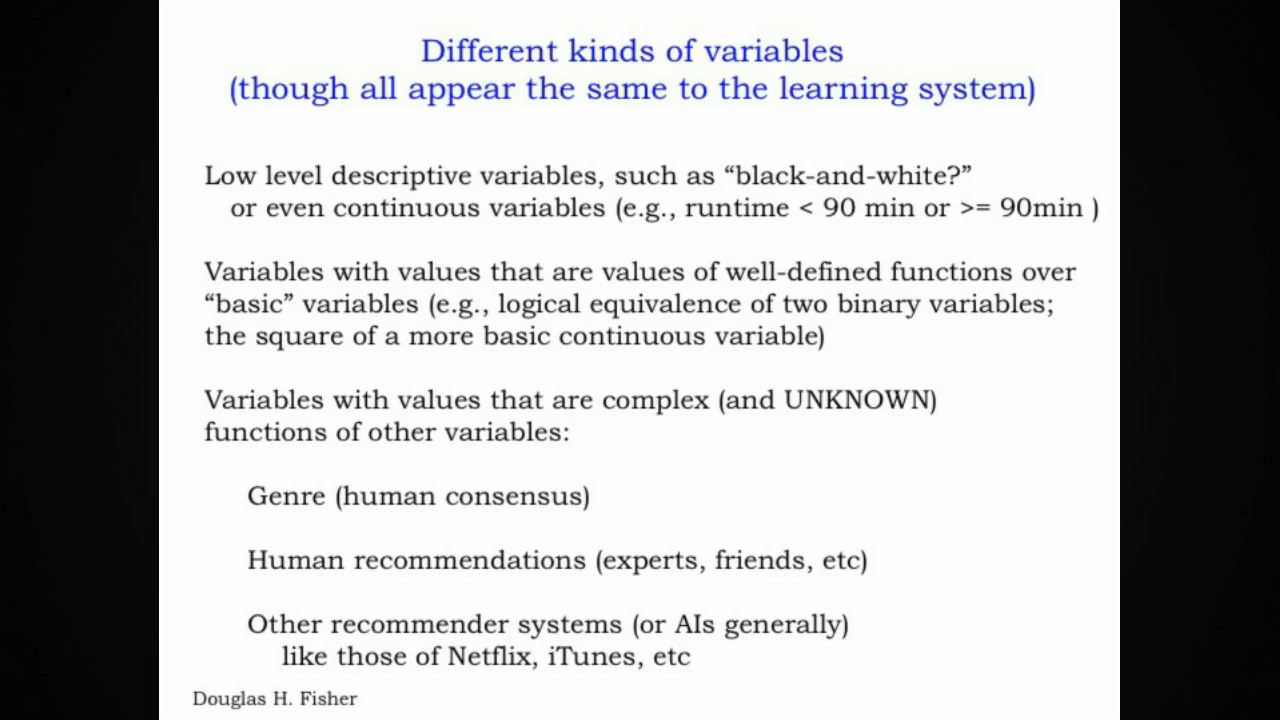 Different kinds of variables
(though all appear the same to the learning system)
Low level descriptive variables, such as “black-and-white?”
or even continuous variables (e.g., runtime < 90 min or >= 90min )
Variables with values that are values of well-defined functions over
“basic” variables (e.g., logical equivalence of two binary variables;
the square of a more basic continuous variable)
Variables with values that are complex (and UNKNOWN)
functions of other variables:
Genre (human consensus)
Human recommendations (experts, friends, etc)
Other recommender systems (or AIs generally)
like those of Netflix, iTunes, etc
Douglas H. Fisher